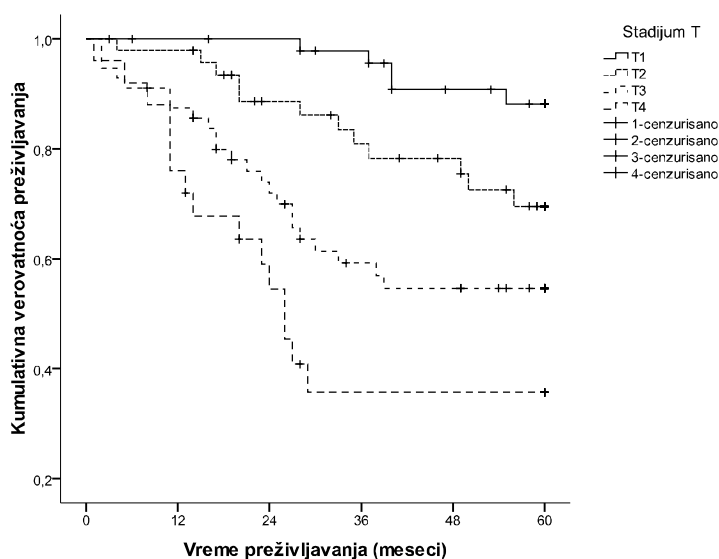 Stadijum T
T1
T2
T3
T4
1-cenzurisano
2-cenzurisano
3-cenzurisano
4-cenzurisano
Kumulativna verovatnoća preživljavanja
1,0
0,8
0,6
0,4
0,2
0 12 24 36 48 60
Vreme preživljavanja (meseci)